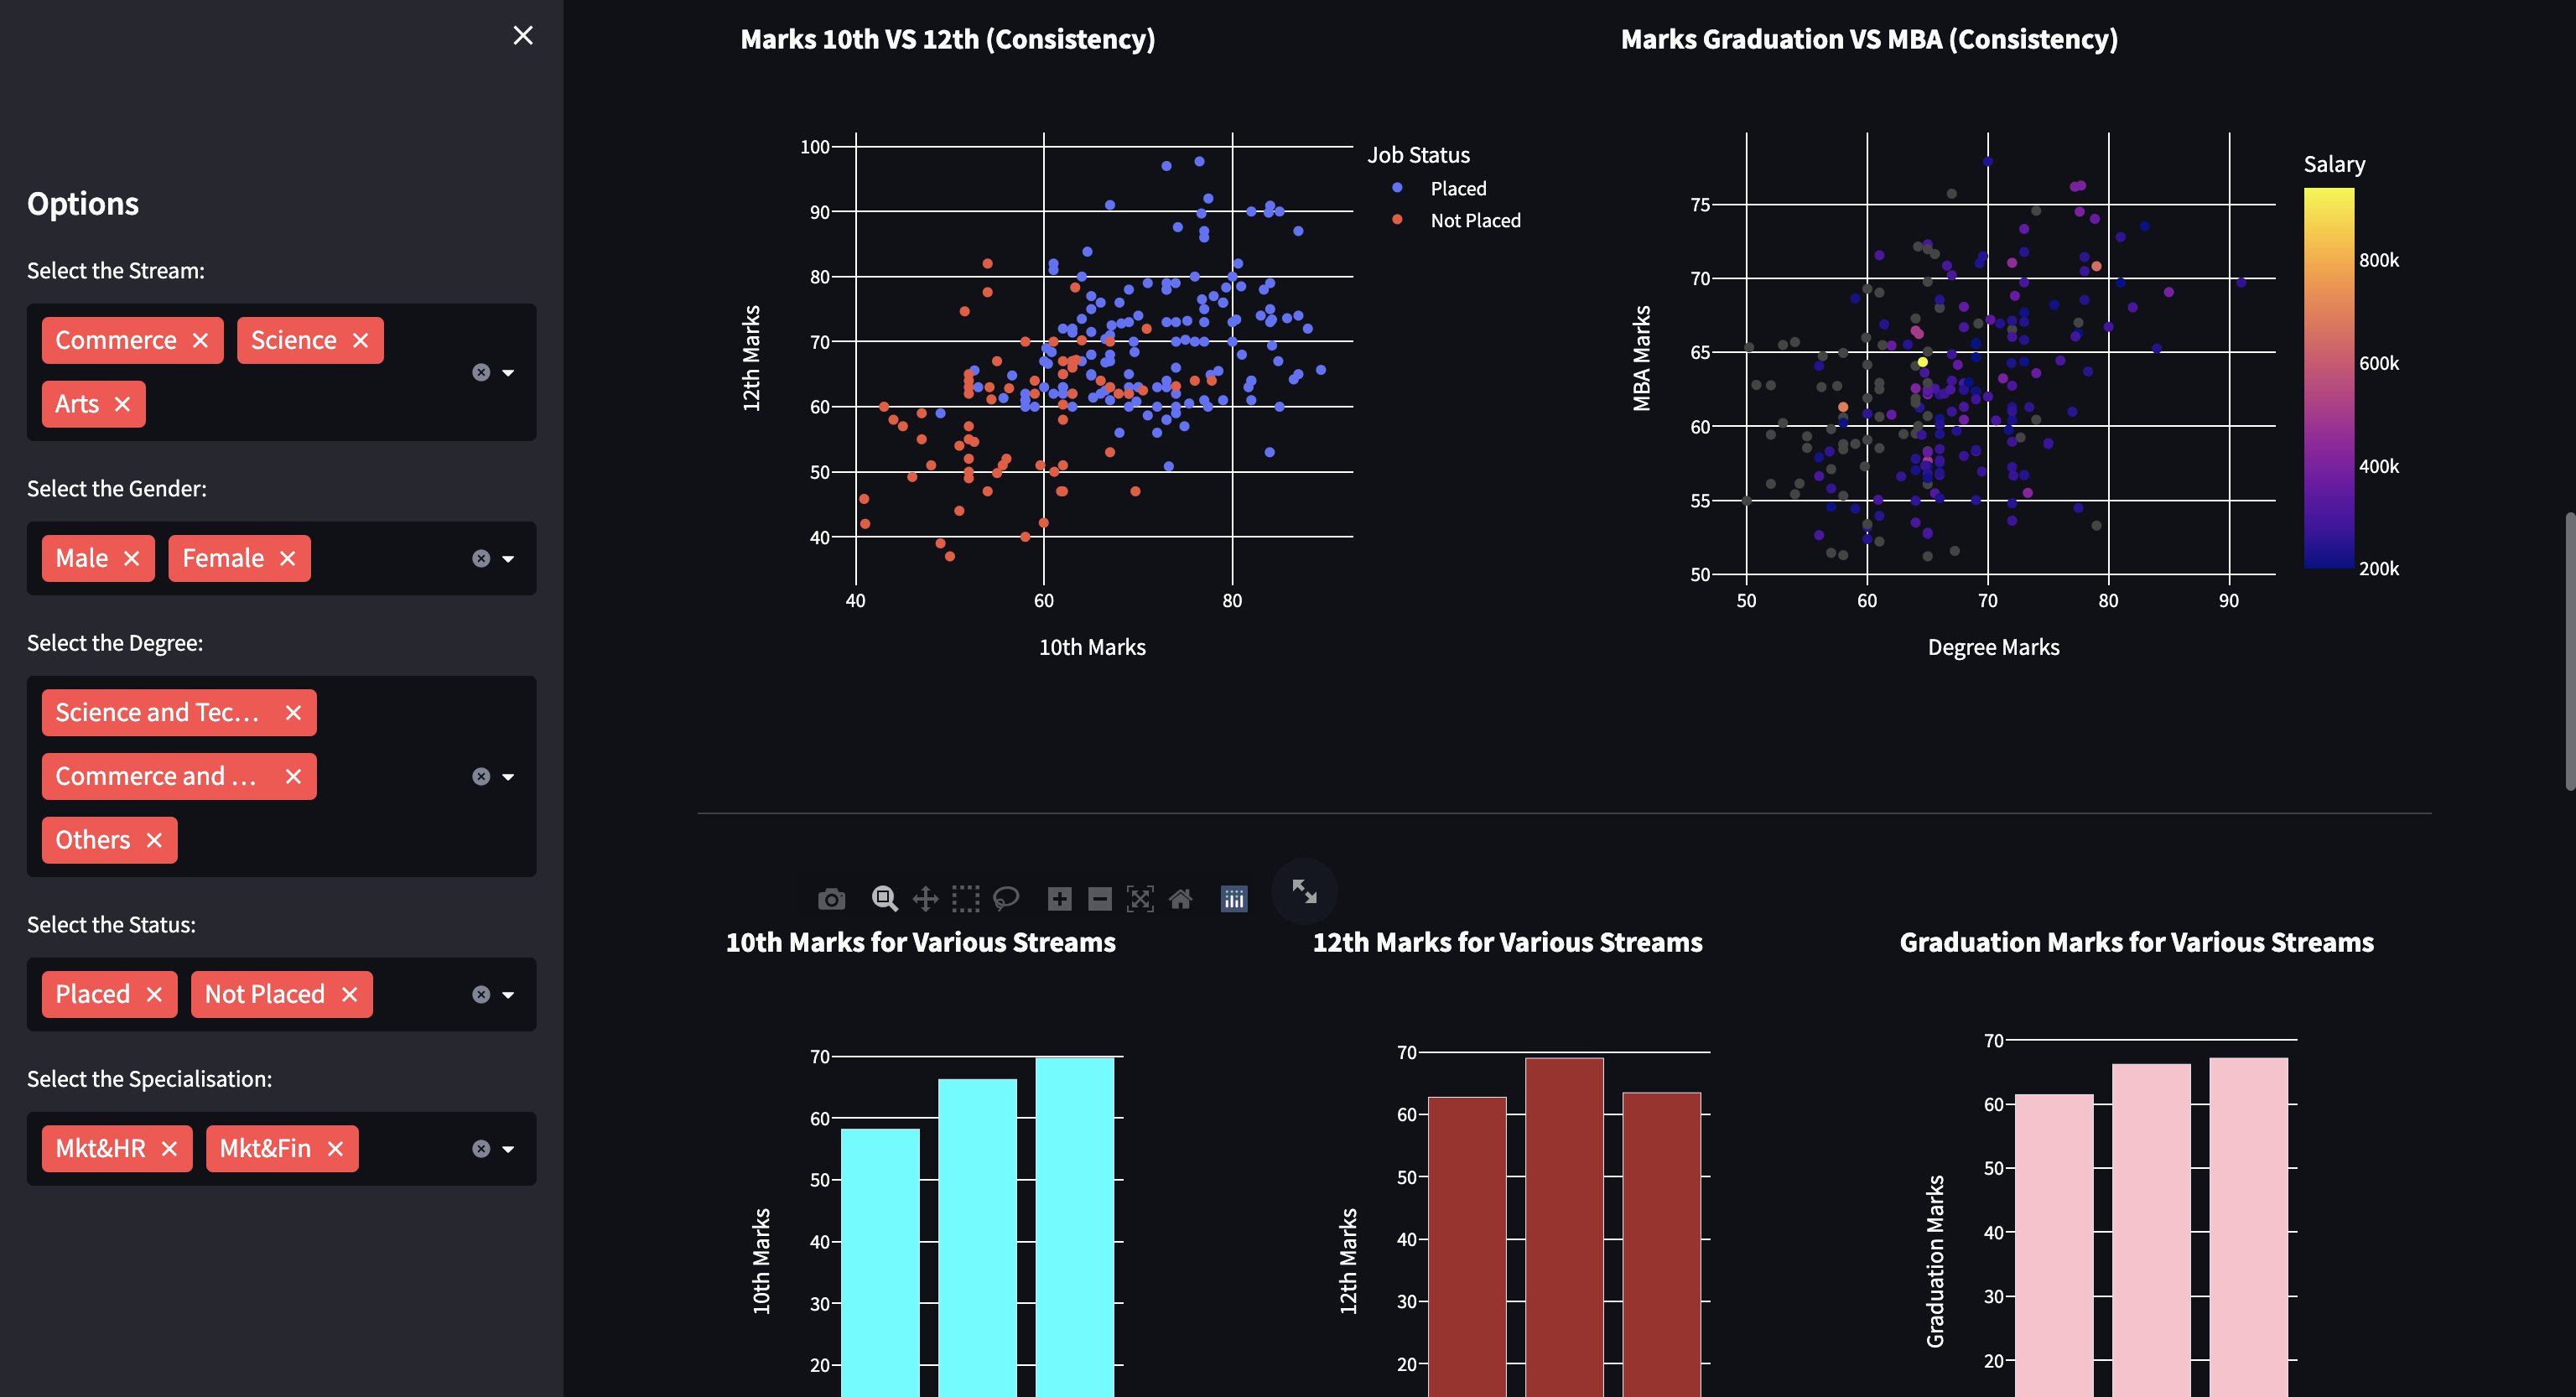 Options
Select the Stream:
Commerce
Science
Arts
Select the Gender:
Male
Female
Select the Degree:
Science and Tec...
Commerce and ...
Others
Select the Status:
Placed
Not Placed
Select the Specialisation:
Mkt&HR
Mkt&Fin
Marks 10th VS 12th (Consistency)
100
90
80
70
60
50
40
12th Marks
40
60
80
10th Marks
Job Status
Placed
Not Placed
Marks Graduation VS MBA (Consistency)
75
70
65
60
55
50
MBA Marks
50
60
70
80
90
Degree Marks
Salary
800k
600k
400k
200k
10th Marks for Various Streams
70
60
50
40
30
20
10th Marks
12th Marks for Various Streams
70
60
50
40
30
20
12th Marks
Graduation Marks for Various Streams
70
60
50
40
30
20
Graduation Marks